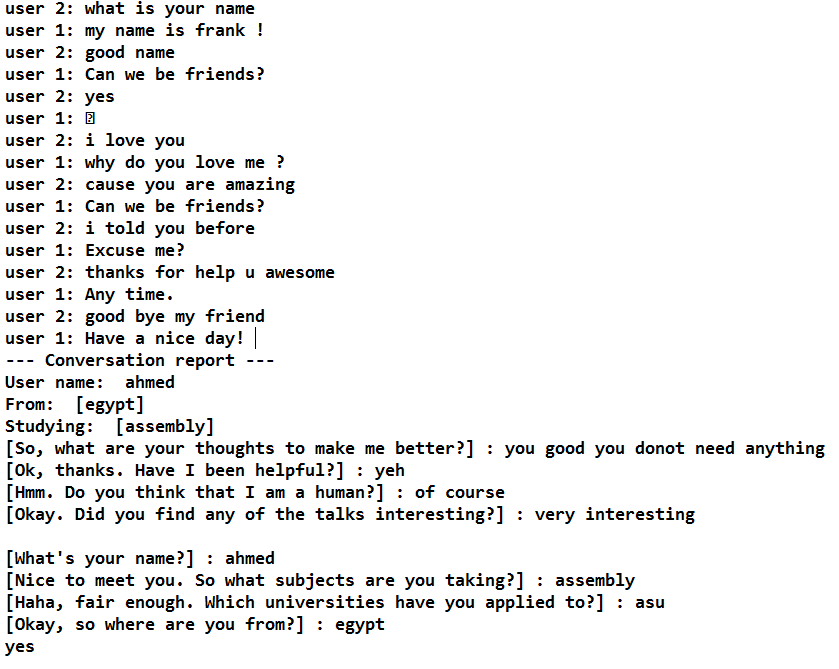 user 2: what is your name
user 1: my name is frank !
user 2: good name
user 1: Can we be friends?
user 2: yes
user 1: 
user 2: i love you
user 1: why do you love me ?
user 2: cause you are amazing
user 1: Can we be friends?
user 2: i told you before
user 1: Excuse me?
user 2: thanks for help u awesome
user 1: Any time.
user 2: good bye my friend
user 1: Have a nice day!
--- Conversation report ---
User name:  ahmed
From:  [egypt]
Studying:  [assembly]
[So, what are your thoughts to make me better?] : you good you donot need anything
[Ok, thanks. Have I been helpful?] : yeh
[Hmm. Do you think that I am a human?] : of course
[Okay. Did you find any of the talks interesting?] : very interesting
[What's your name?] : ahmed
[Nice to meet you. So what subjects are you taking?] : assembly
[Haha, fair enough. Which universities have you applied to?] : asu
[Okay, so where are you from?] : egypt
yes